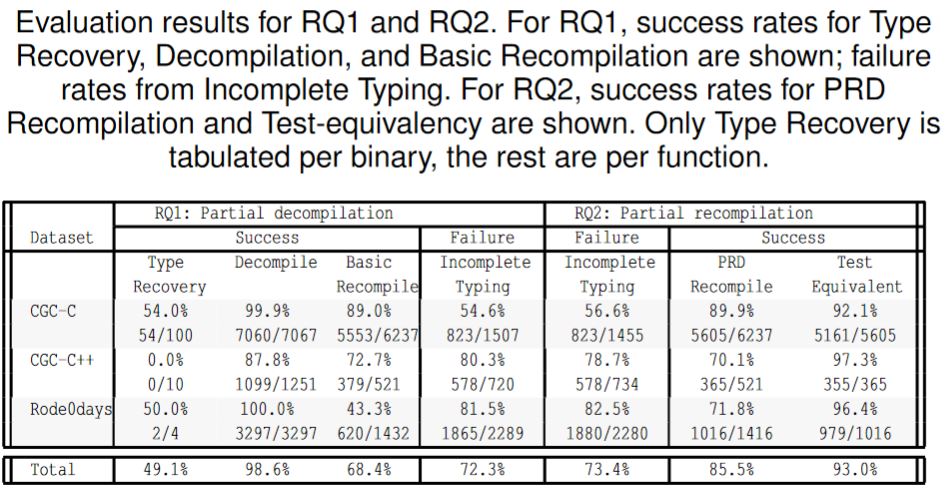 Evaluation results for RQ1 and RQ2. For RQ1, success rates for Type
Recovery, Decompilation, and Basic Recompilation are shown; failure
rates from Incomplete Typing. For RQ2, success rates for PRD
Recompilation and Test-equivalency are shown. Only Type Recovery is
tabulated per binary, the rest are per function.
RQ1: Partial decompilation RQ2: Partial recompilation
Dataset Success Failure Failure Success
Type Decompile Basic Incomplete Incomplete PRD Test
Recovery Recompile Typing Typing Recompile Equivalent
CGC-C 54.0% 99.9% 89.0% 54.6% 56.6% 89.9% 92.1%
54/100 7060/7067 5553/6237 823/1507 823/1455 5605/6237 5161/5605
CGC-C++ 0.0% 87.8% 72.7% 80.3% 78.7% 70.1% 97.3%
0/10 1099/1251 379/521 578/720 578/734 365/521 355/365
Rode0days 50.0% 100.0% 43.3% 81.5% 82.5% 71.8% 96.4%
2/4 3297/3297 620/1432 1865/2289 1880/2280 1016/1416 979/1016
Total 49.1% 98.6% 68.4% 72.3% 73.4% 85.5% 93.0%